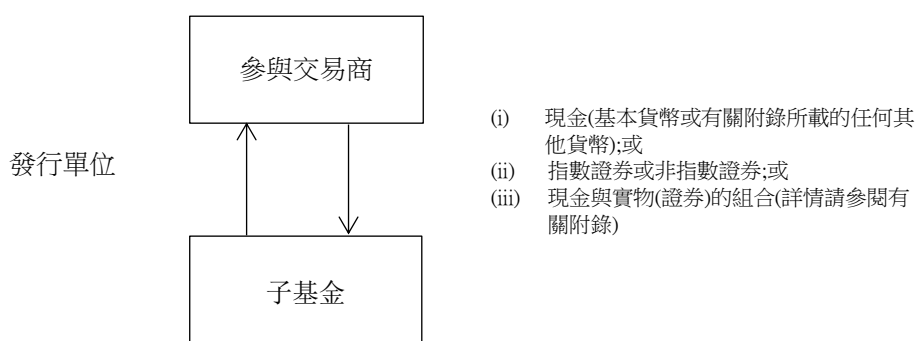 參與交易商
發行單位
(i) 現金(基本貨幣或有關附錄所載的任何其
他貨幣);或
(ii) 指數證券或非指數證券;或
(iii) 現金與實物(證券)的組合(詳情請參閱有
關附錄)
子基金